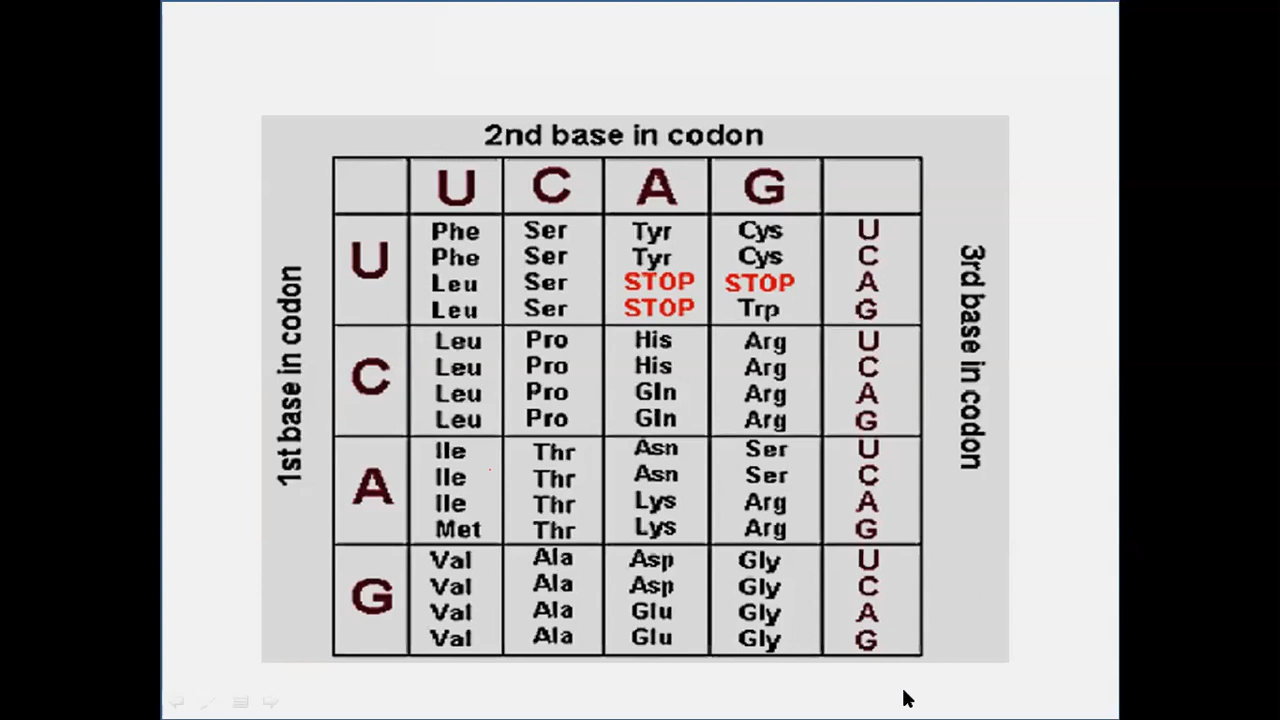 2nd base in codon
U C A G
1st base in codon
3rd base in codon
U
Phe Ser Tyr Cys U
Phe Ser Tyr Cys C
Leu Ser STOP STOP A
Leu Ser STOP Trp G
C
Leu Pro His Arg U
Leu Pro His Arg C
Leu Pro Gln Arg A
Leu Pro Gln Arg G
A
Ile Thr Asn Ser U
Ile Thr Asn Ser C
Ile Thr Lys Arg A
Met Thr Lys Arg G
G
Val Ala Asp Gly U
Val Ala Asp Gly C
Val Ala Glu Gly A
Val Ala Glu Gly G